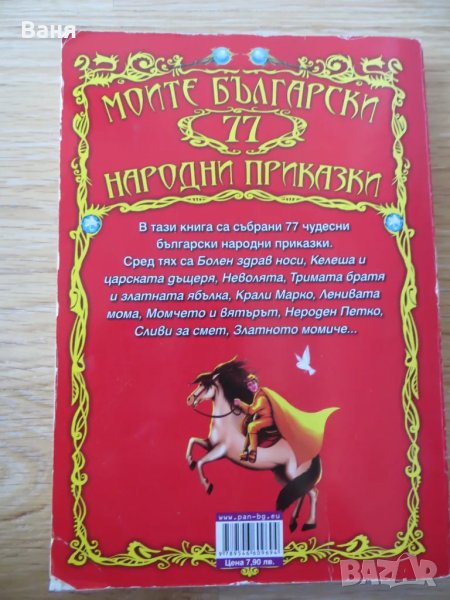 Ваня
МОИТЕ БЪЛГАРСКИ
77
НАРОДНИ ПРИКАЗКИ
В тази книга са събрани 77 чудесни
български народни приказки.
Сред тях са Болен здрав носи, Келеша и
царската дъщеря, Неволята, Тримата братя
и златната ябълка, Крали Марко, Ленивата
мома, Момчето и вятърът, Нероден Петко,
Сливи за смет, Златното момиче...
www.pan-bg.eu
9789546609694
Цена 7,90 лв.
BAZAR